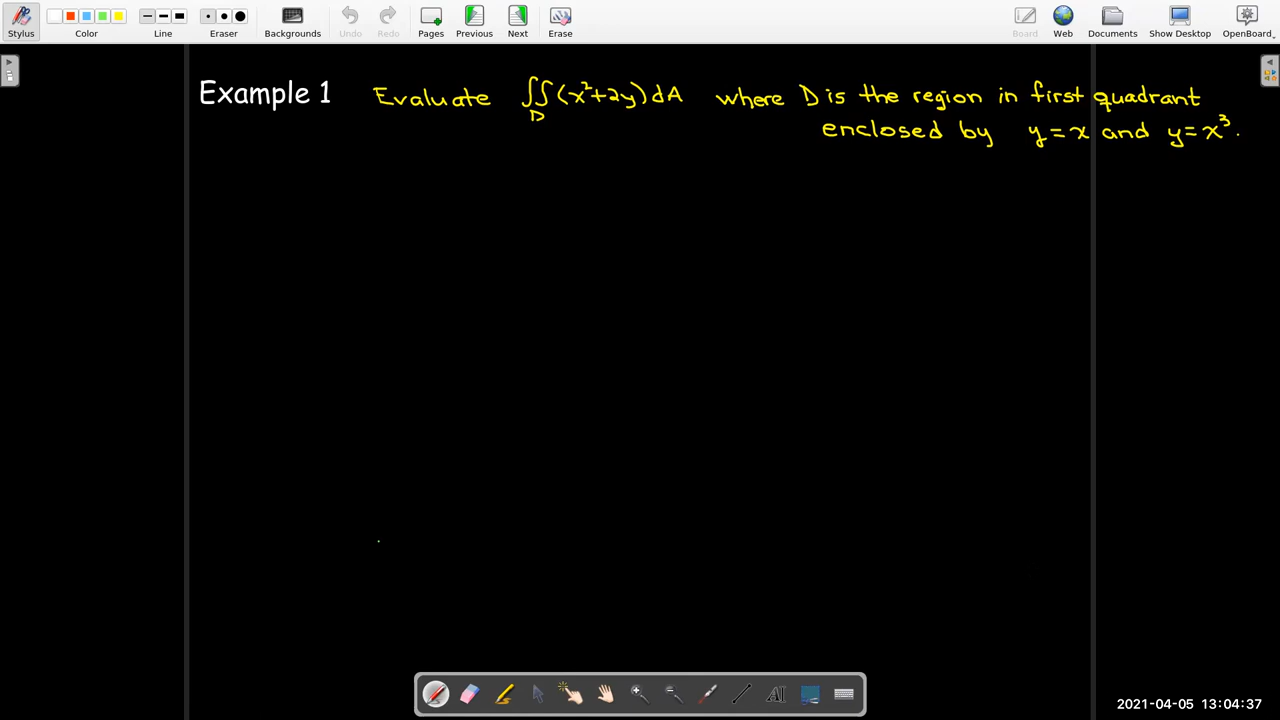 Stylus Color Line Eraser Backgrounds Undo Redo Pages Previous Next Erase Board Web Documents Show Desktop OpenBoard
Example 1 Evaluate ∬_D (x²+2y) dA where D is the region in first quadrant
enclosed by y=x and y=x³.
AI
2021-04-05 13:04:37